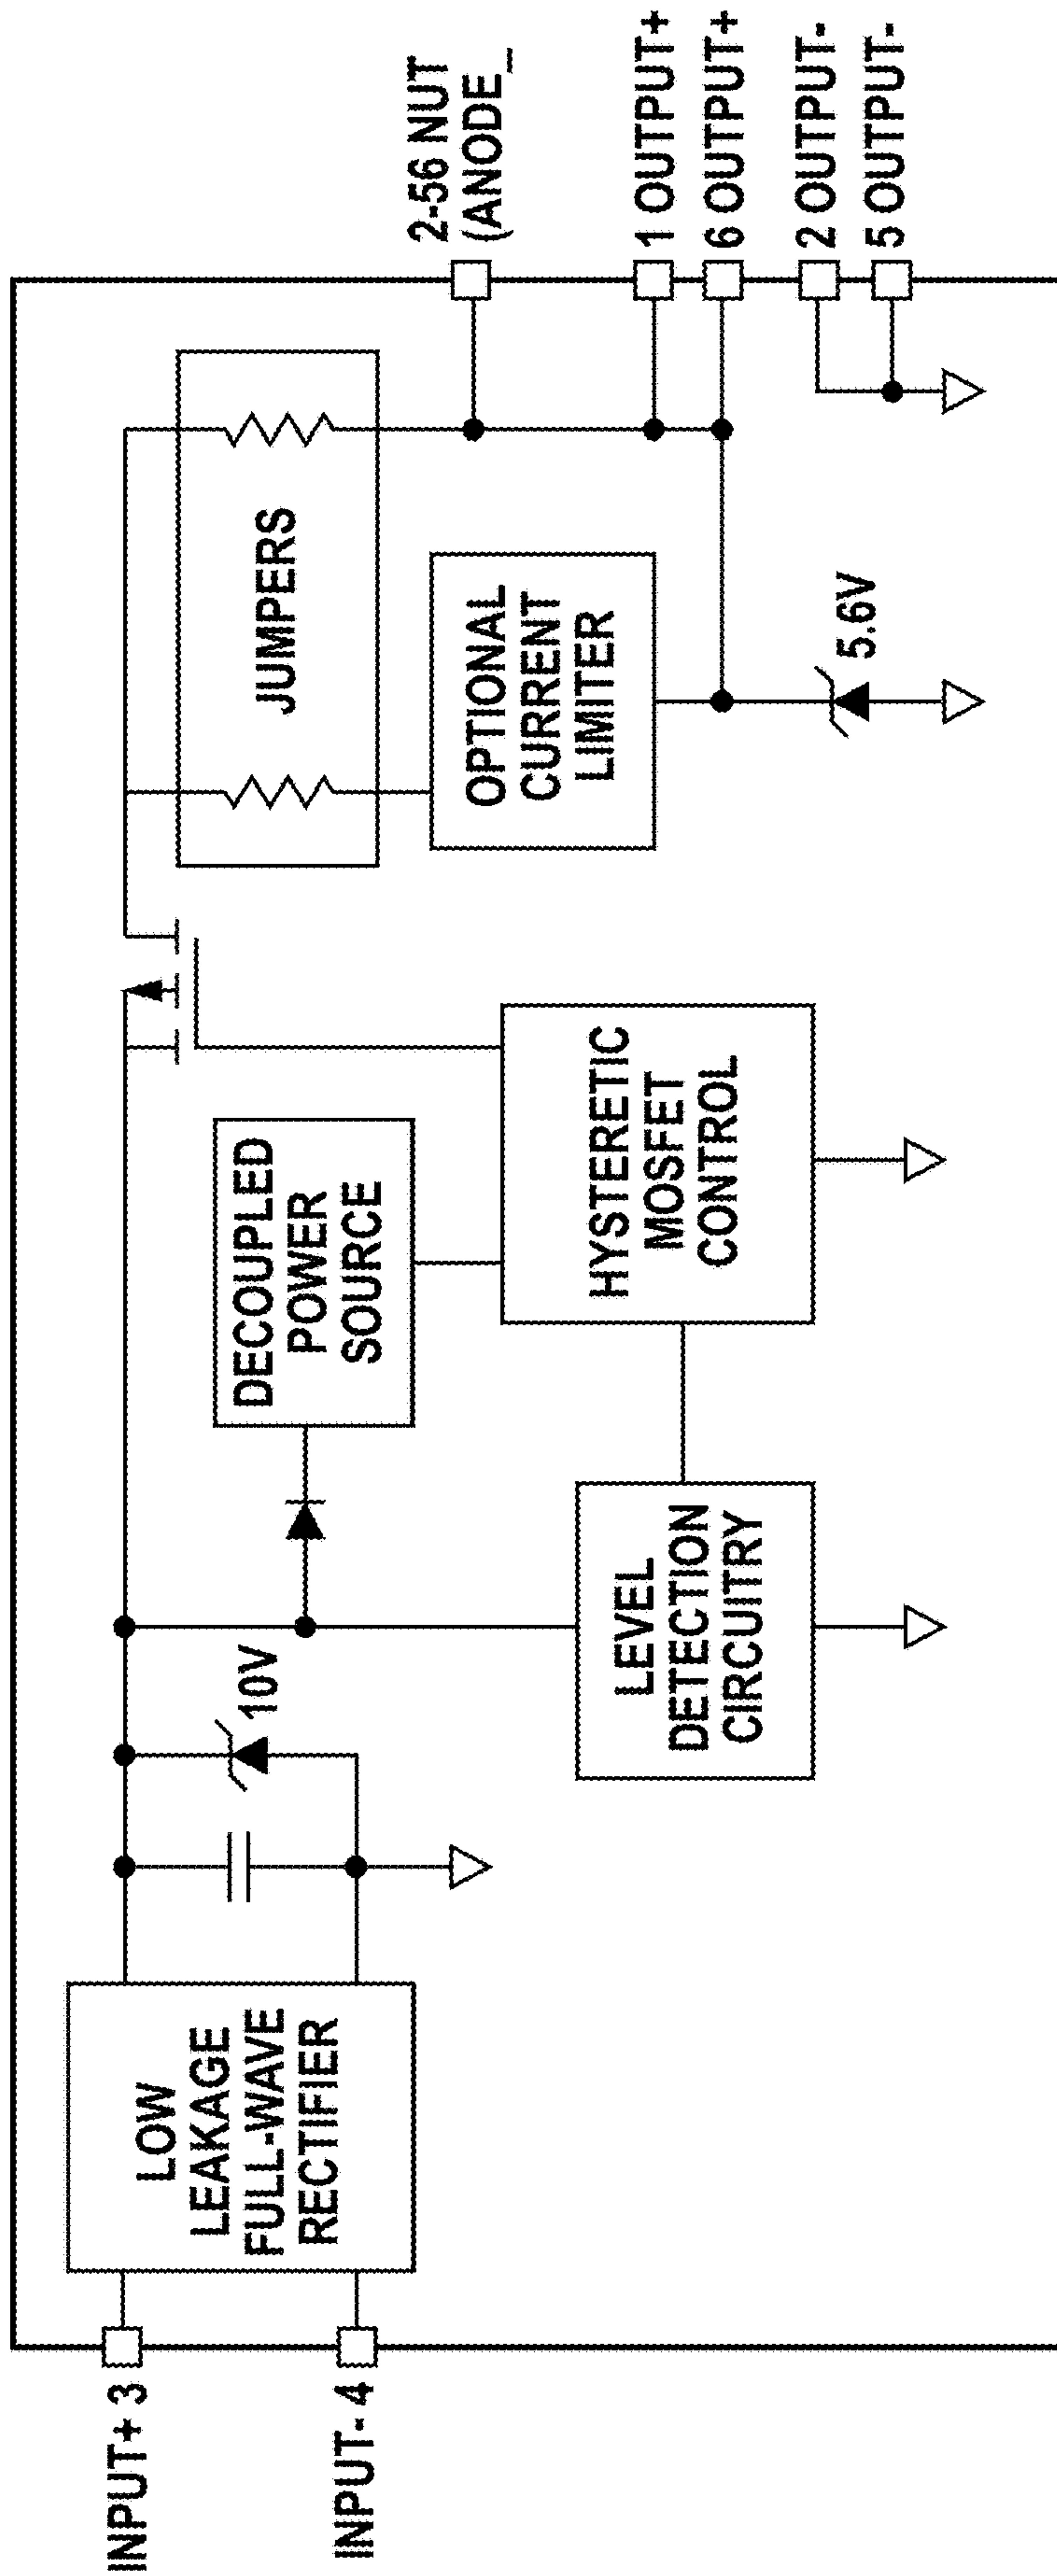 INPUT+ 3
INPUT- 4
LOW
LEAKAGE
FULL-WAVE
RECTIFIER
10V
LEVEL
DETECTION
CIRCUITRY
DECOUPLED
POWER
SOURCE
HYSTERETIC
MOSFET
CONTROL
JUMPERS
OPTIONAL
CURRENT
LIMITER
5.6V
2-56 NUT
(ANODE_
1 OUTPUT+
6 OUTPUT+
2 OUTPUT-
5 OUTPUT-